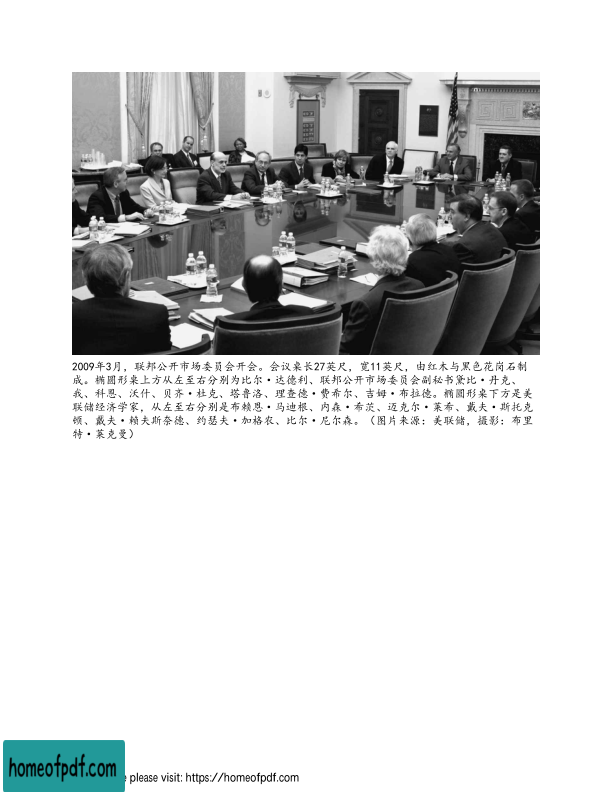 2009年3月，联邦公开市场委员会开会。会议桌长27英尺，宽11英尺，由红木与黑色花岗石制
成。椭圆形桌上方从左至右分别为比尔·达德利、联邦公开市场委员会副秘书黛比·丹克、
我、科恩、沃什、贝齐·杜克、塔鲁洛、理查德·费希尔、吉姆·布拉德。椭圆形桌下方是美
联储经济学家，从左至右分别是布赖恩·马迪根、内森·希茨、迈克尔·莱希、戴夫·斯托克
顿、戴夫·赖夫斯奈德、约瑟夫·加格农、比尔·尼尔森。（图片来源：美联储，摄影：布里
特·莱克曼）
homeofpdf.com
e please visit: https://homeofpdf.com